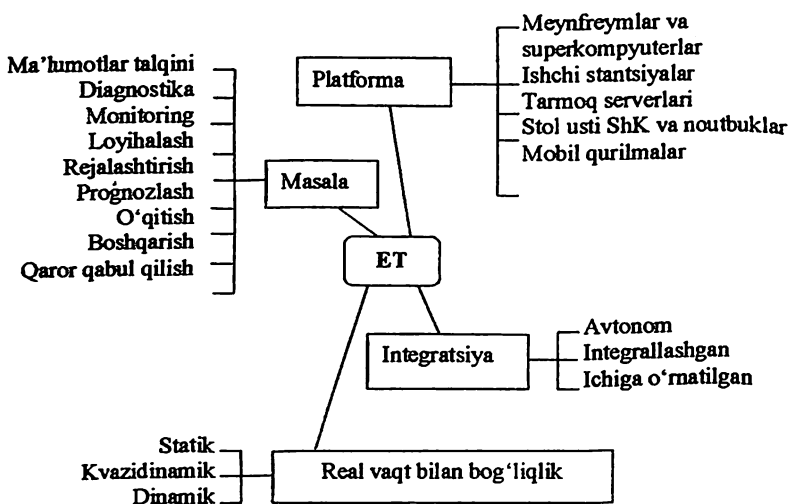 Ma’lumotlar talqini
Diagnostika
Monitoring
Loyihalash
Rejalashtirish
Prognozlash
O‘qitish
Boshqarish
Qaror qabul qilish
Masala
Platforma
Meynfreymlar va
superkompyuterlar
Ishchi stantsiyalar
Tarmoq serverlari
Stol usti ShK va noutbuklar
Mobil qurilmalar
ET
Integratsiya
Avtonom
Integrallashgan
Ichiga o‘rnatilgan
Real vaqt bilan bog‘liqlik
Statik
Kvazidinamik
Dinamik